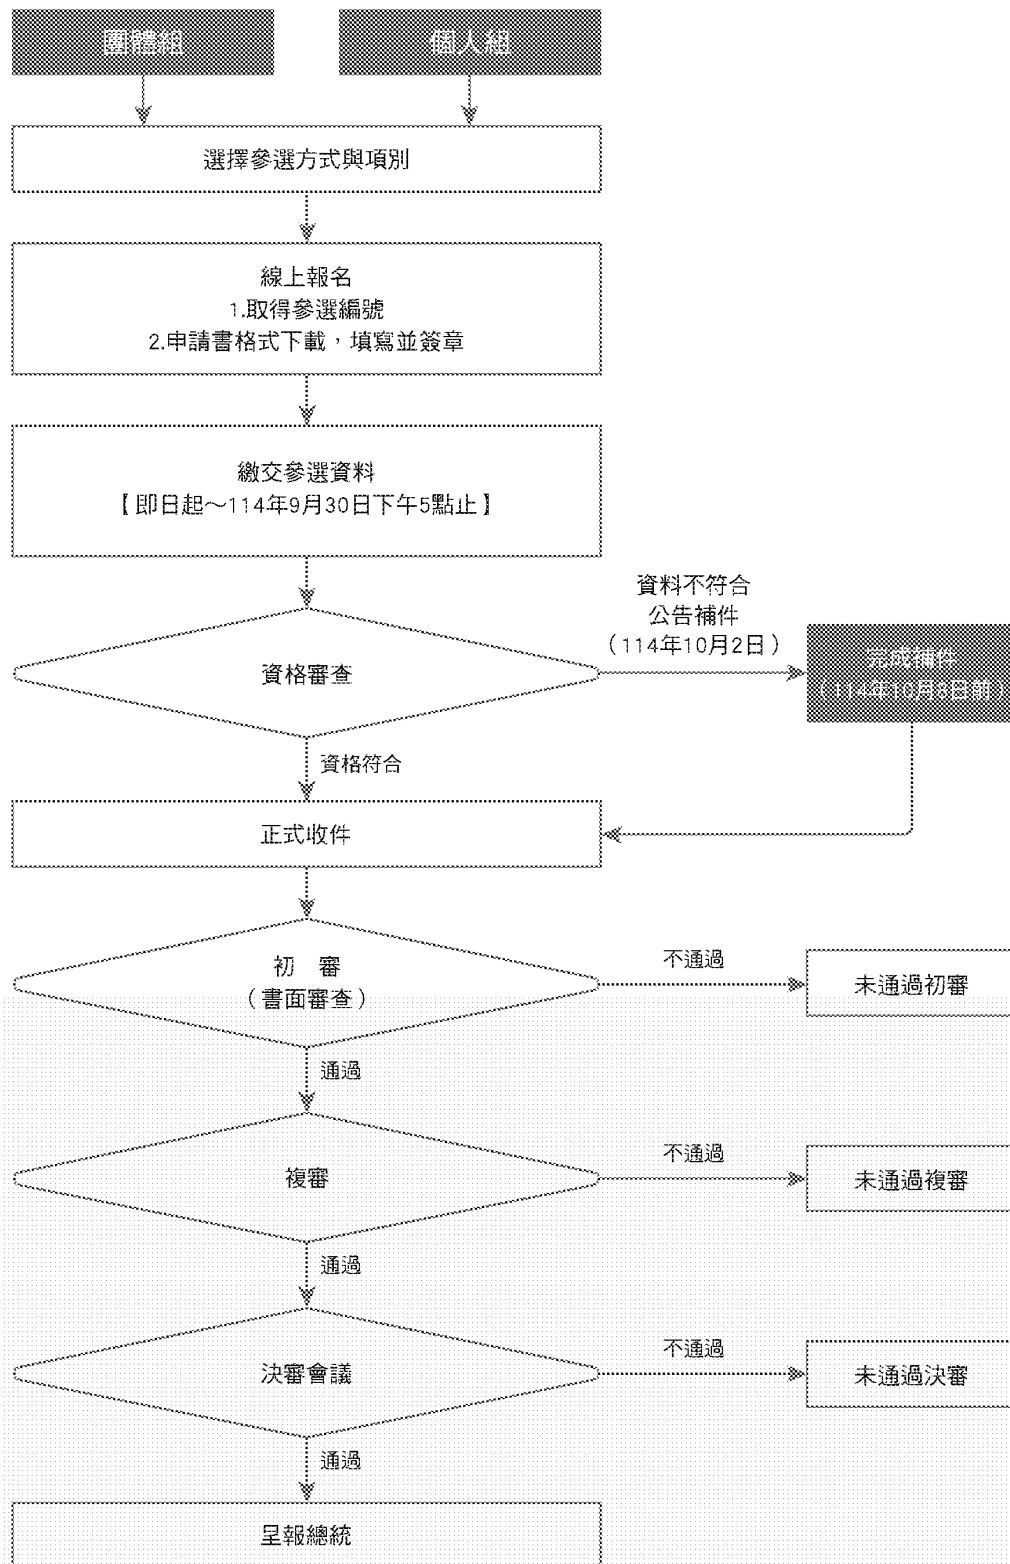 團體組
個人組
選擇參選方式與項別
線上報名
1.取得參選編號
2.申請書格式下載，填寫並簽章
繳交參選資料
【即日起～114年9月30日下午5點止】
資料不符合
公告補件
（114年10月2日）
資格審查
完成補件
（114年10月8日前）
資格符合
正式收件
初　審
（書面審查）
不通過
未通過初審
通過
複審
不通過
未通過複審
通過
決審會議
不通過
未通過決審
通過
呈報總統